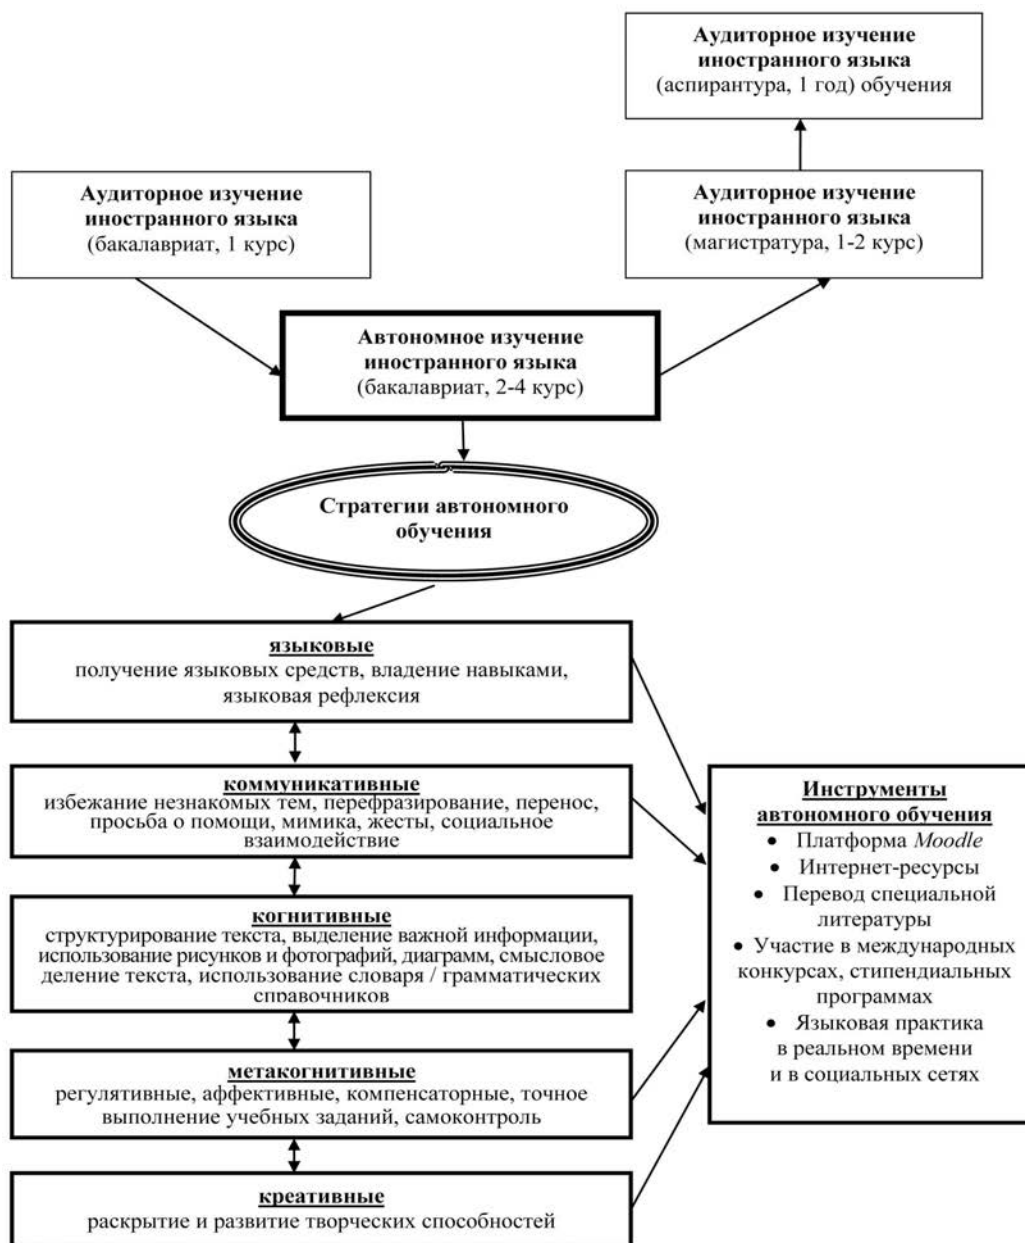 Аудиторное изучение
иностранного языка
(аспирантура, 1 год) обучения
Аудиторное изучение
иностранного языка
(бакалавриат, 1 курс)
Аудиторное изучение
иностранного языка
(магистратура, 1-2 курс)
Автономное изучение
иностранного языка
(бакалавриат, 2-4 курс)
Стратегии автономного
обучения
языковые
получение языковых средств, владение навыками,
языковая рефлексия
коммуникативные
избежание незнакомых тем, перефразирование, перенос,
просьба о помощи, мимика, жесты, социальное
взаимодействие
когнитивные
структурирование текста, выделение важной информации,
использование рисунков и фотографий, диаграмм, смысловое
деление текста, использование словаря / грамматических
справочников
метакогнитивные
регулятивные, аффективные, компенсаторные, точное
выполнение учебных заданий, самоконтроль
креативные
раскрытие и развитие творческих способностей
Инструменты
автономного обучения
• Платформа Moodle
• Интернет-ресурсы
• Перевод специальной
литературы
• Участие в международных
конкурсах, стипендиальных
программах
• Языковая практика
в реальном времени
и в социальных сетях